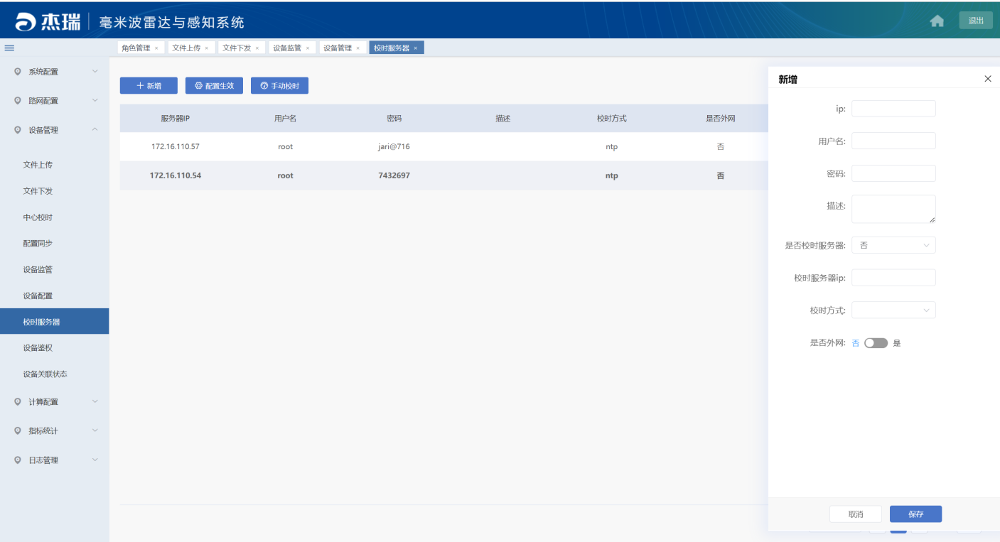 杰瑞 毫米波雷达与感知系统 退出
角色管理 × 文件上传 × 文件下发 × 设备监管 × 设备管理 × 校时服务器 ×
系统配置
路网配置
设备管理
文件上传
文件下发
中心校时
配置同步
设备监管
设备配置
校时服务器
设备鉴权
设备关联状态
计算配置
指标统计
日志管理
新增 配置生效 手动校时
服务器IP 用户名 密码 描述 校时方式 是否外网
172.16.110.57 root jari@716 ntp 否
172.16.110.54 root 7432697 ntp 否
新增
ip:
用户名:
密码:
描述:
是否校时服务器: 否
校时服务器ip:
校时方式:
是否外网: 否 是
取消 保存